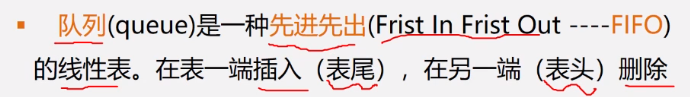 ▪ 队列(queue)是一种先进先出(Frist In Frist Out ----FIFO)
的线性表。在表一端插入（表尾），在另一端（表头）删除